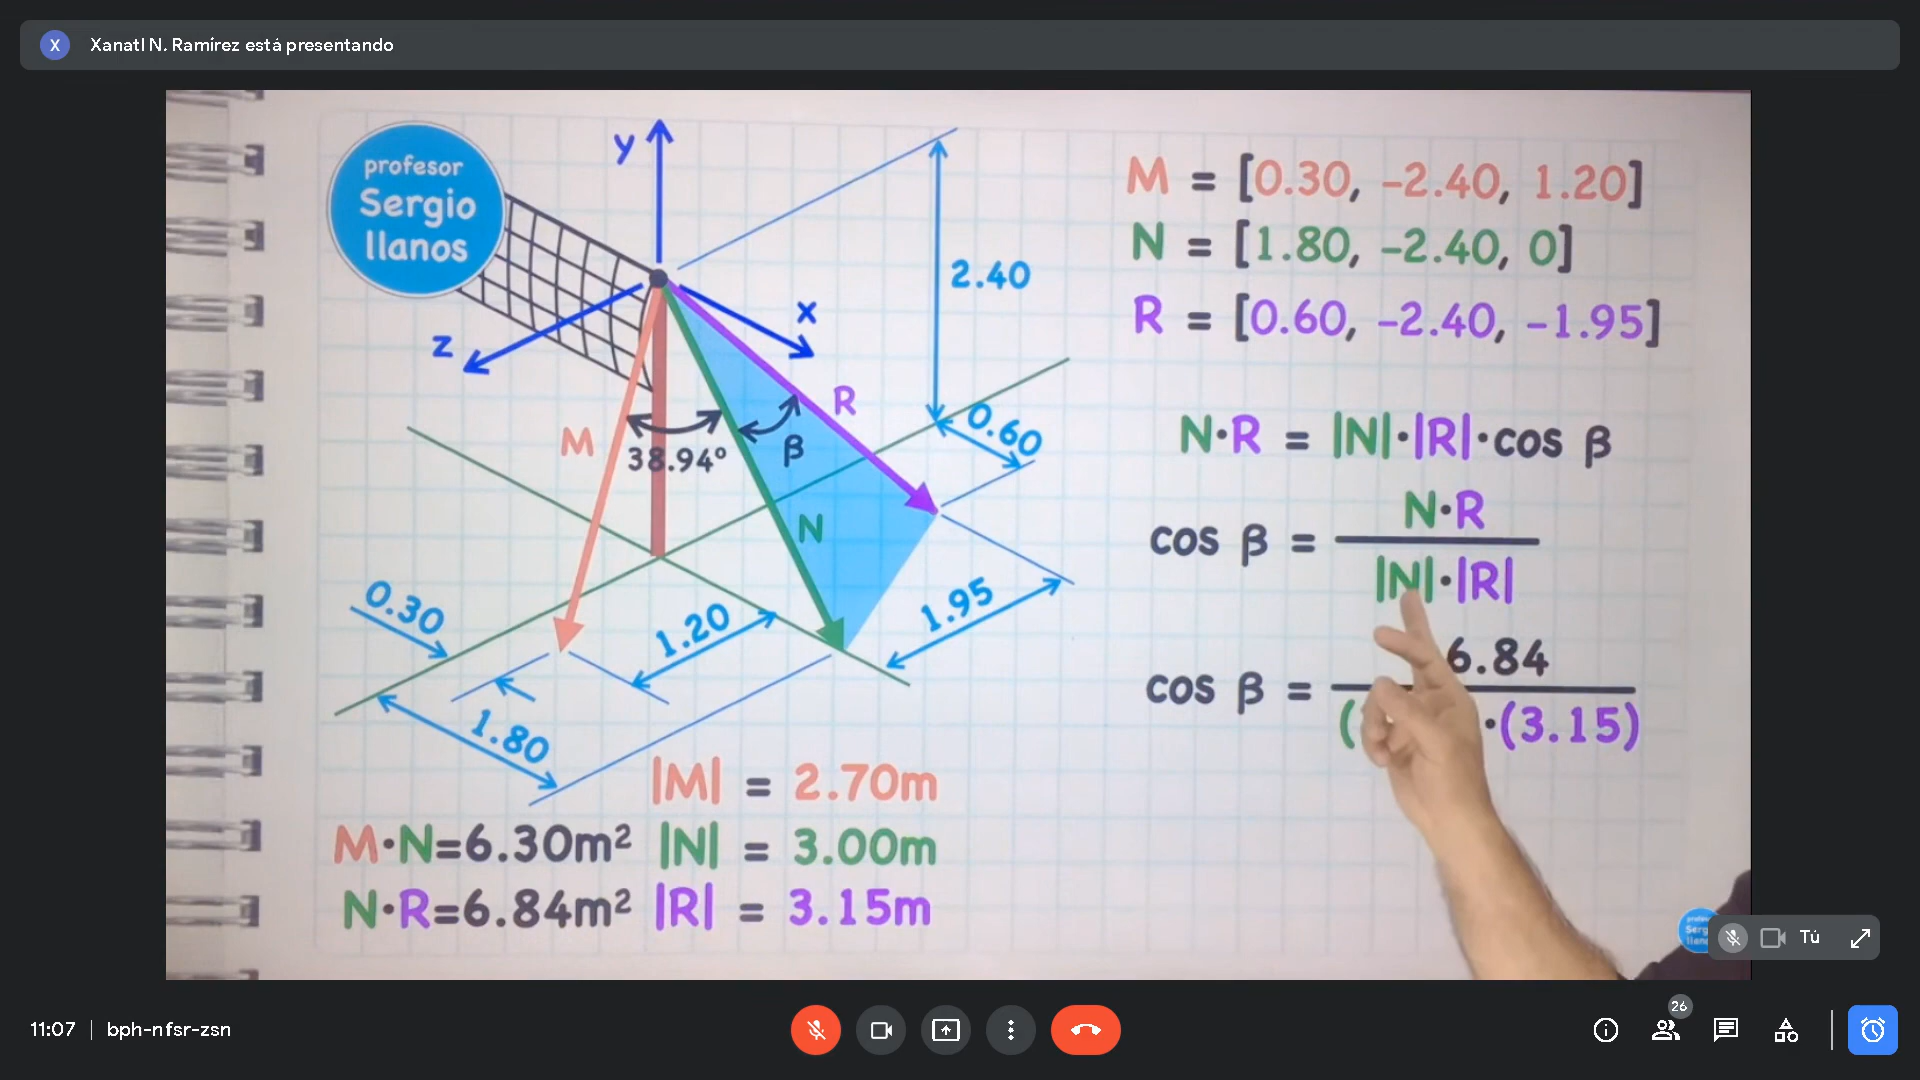 X Xanatl N. Ramírez está presentando
profesor
Sergio
llanos
y
x
z
2.40
0.60
M
R
38.94º
β
N
0.30
1.20
1.95
1.80
|M| = 2.70m
M·N=6.30m² |N| = 3.00m
N·R=6.84m² |R| = 3.15m
M = [0.30, -2.40, 1.20]
N = [1.80, -2.40, 0]
R = [0.60, -2.40, -1.95]
N·R = |N|·|R|·cos β
cos β = N·R
|N|·|R|
cos β = 6.84
( ·(3.15)
Tú
11:07 | bph-nfsr-zsn
26